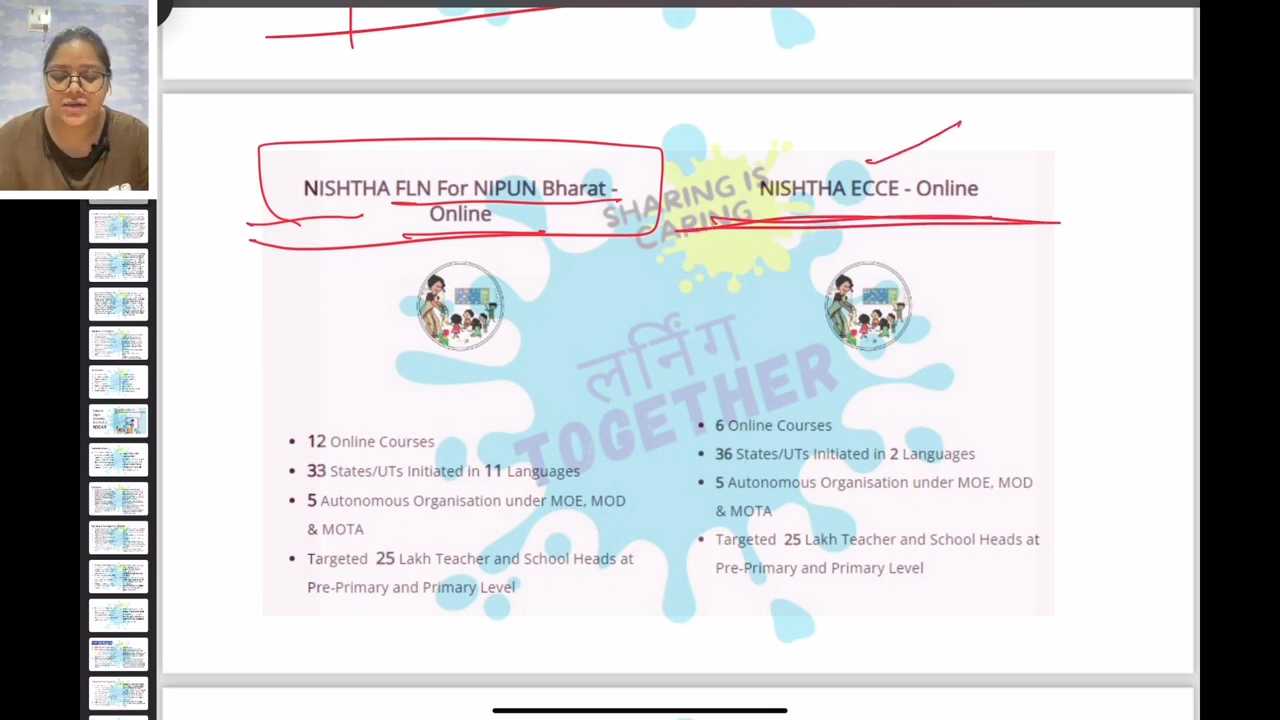 NISHTHA FLN For NIPUN Bharat -
Online
12 Online Courses
33 States/UTs Initiated in 11 Languages
5 Autonomous Organisation under MOE, MOD
& MOTA
Targeted 25 Lakh Teacher and School Heads at
Pre-Primary and Primary Level
SHARING IS
CARING
लर्निंग
TOGETHER
NISHTHA ECCE - Online
6 Online Courses
36 States/UTs Initiated in 2 Languages
5 Autonomous Organisation under MOE, MOD
& MOTA
Targeted 25 Lakh Teacher and School Heads at
Pre-Primary and Primary Level